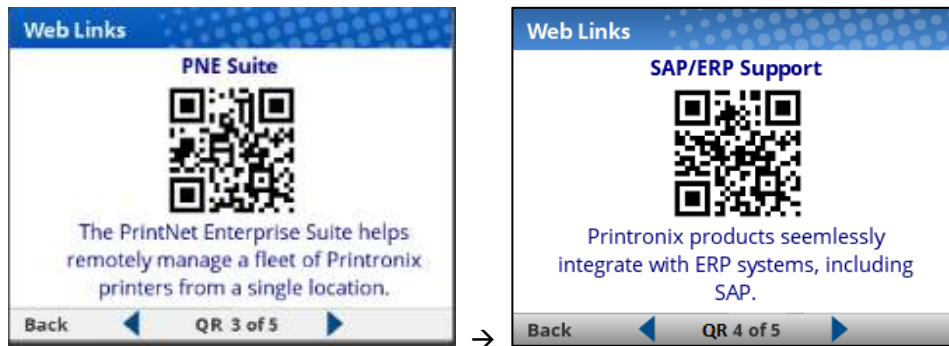 Web Links
PNE Suite
The PrintNet Enterprise Suite helps
remotely manage a fleet of Printronix
printers from a single location.
Back QR 3 of 5
→
Web Links
SAP/ERP Support
Printronix products seemlessly
integrate with ERP systems, including
SAP.
Back QR 4 of 5